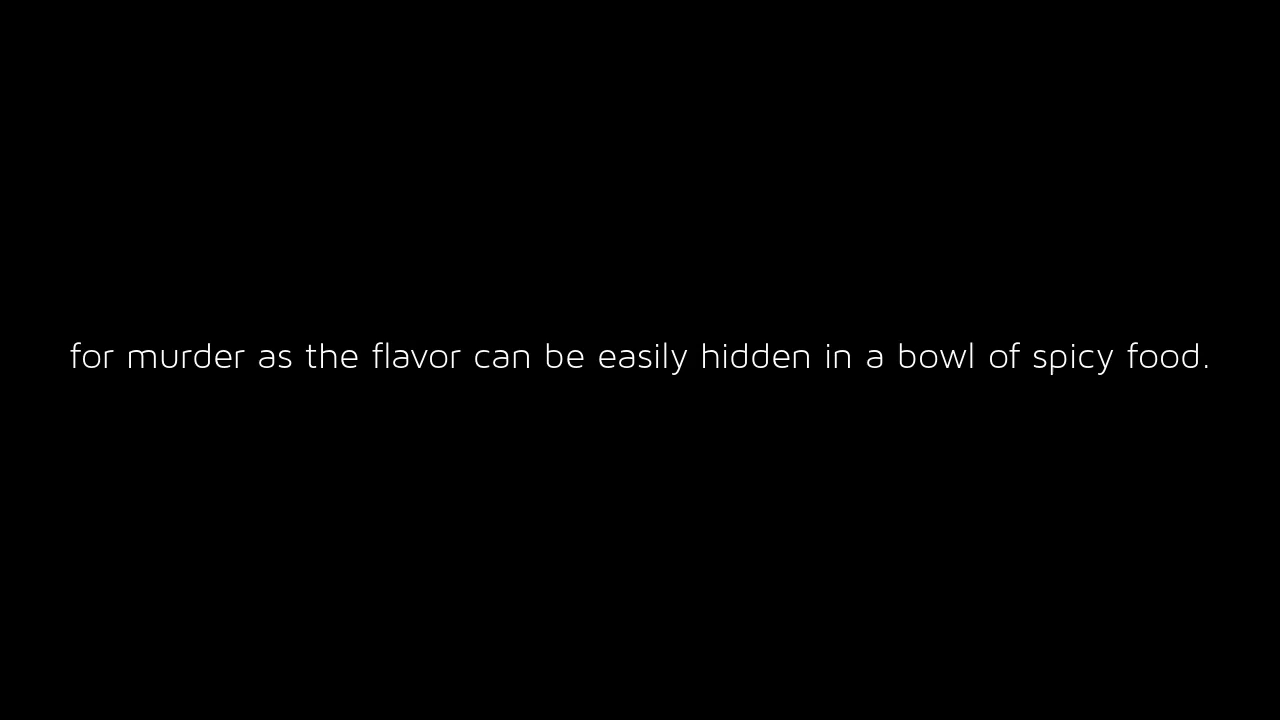 for murder as the flavor can be easily hidden in a bowl of spicy food.